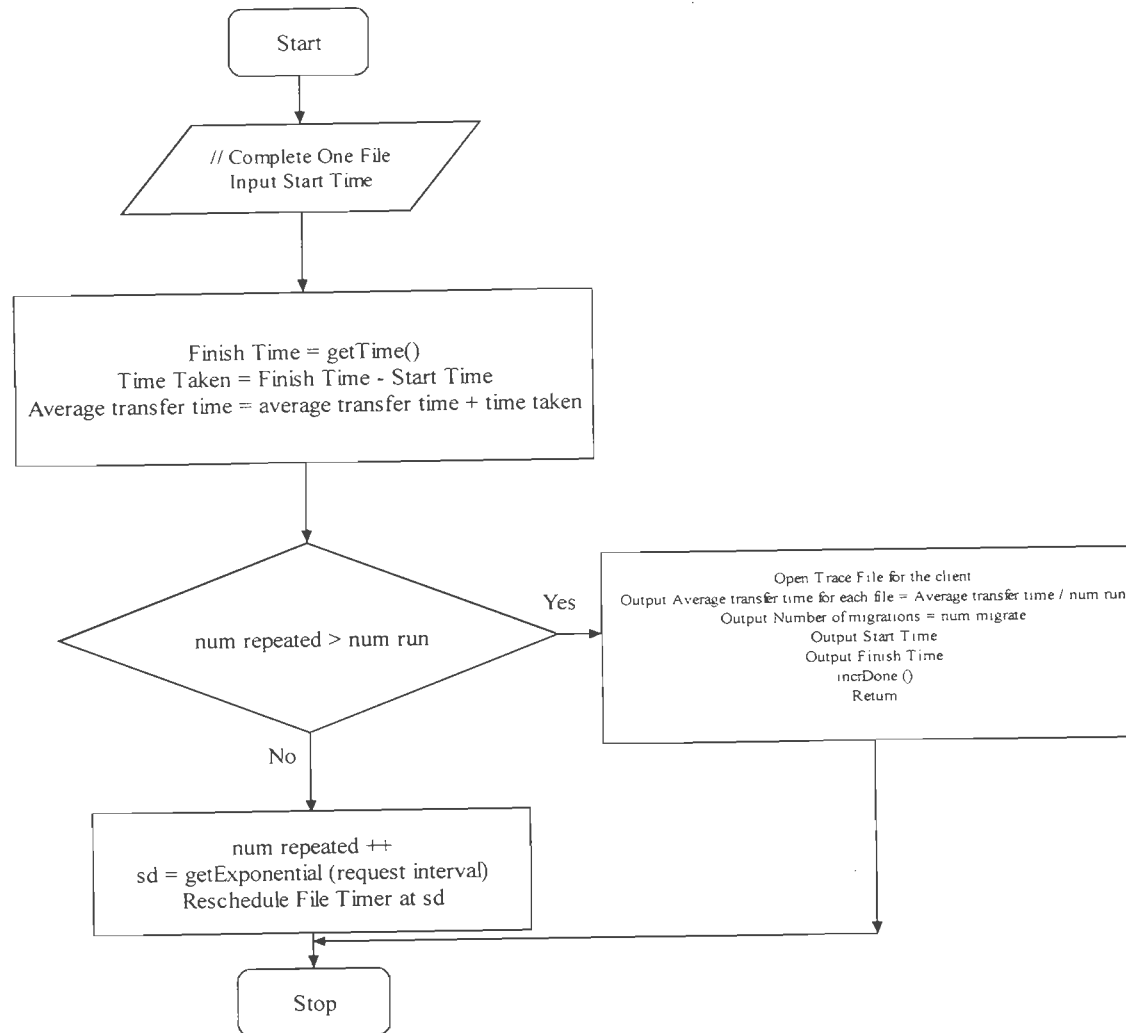 Start
// Complete One File
Input Start Time
Finish Time = getTime()
Time Taken = Finish Time - Start Time
Average transfer time = average transfer time + time taken
num repeated > num run
Yes
Open Trace File for the client
Output Average transfer time for each file = Average transfer time / num run
Output Number of migrations = num migrate
Output Start Time
Output Finish Time
incrDone ()
Return
No
num repeated ++
sd = getExponential (request interval)
Reschedule File Timer at sd
Stop